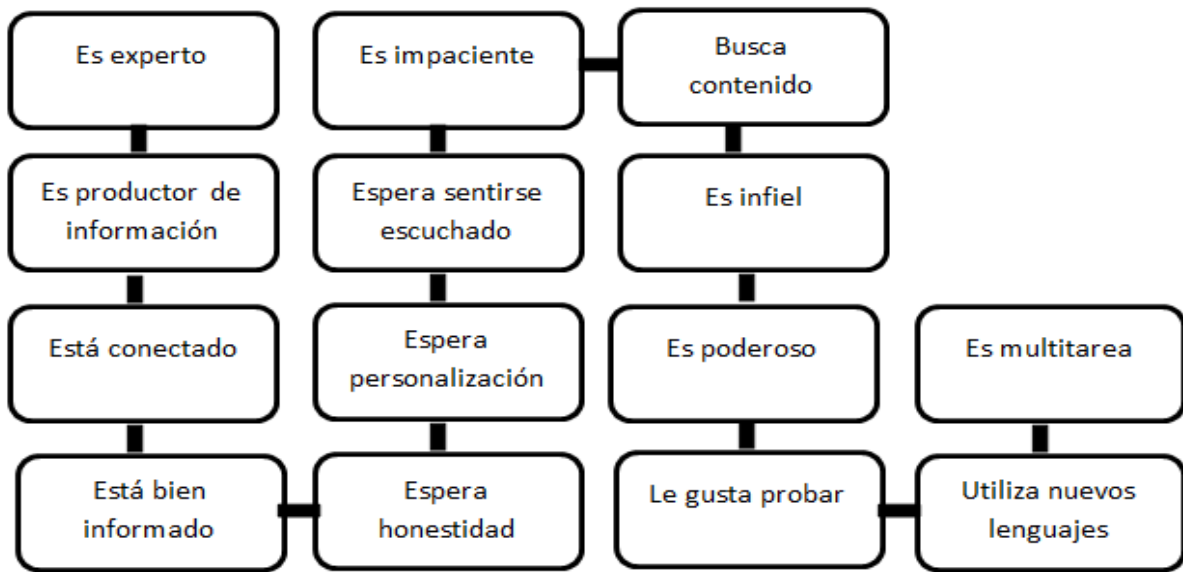 Es experto
Es impaciente
Busca
contenido
Es productor de
información
Espera sentirse
escuchado
Es infiel
Está conectado
Espera
personalización
Es poderoso
Es multitarea
Está bien
informado
Espera
honestidad
Le gusta probar
Utiliza nuevos
lenguajes